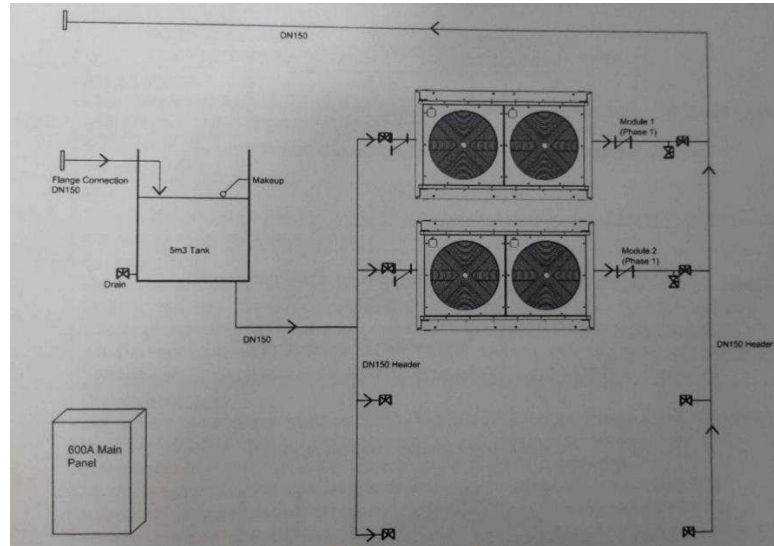 DN150
Module 1
(Phase 1)
Flange Connection
DN150
Makeup
5m3 Tank
Drain
Module 2
(Phase 1)
DN150
DN150 Header
DN150 Header
600A Main
Panel